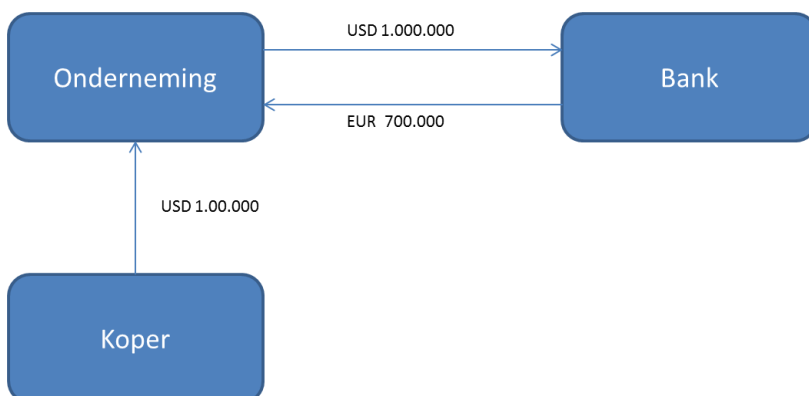 USD 1.000.000
Onderneming
Bank
EUR 700.000
USD 1.00.000
Koper